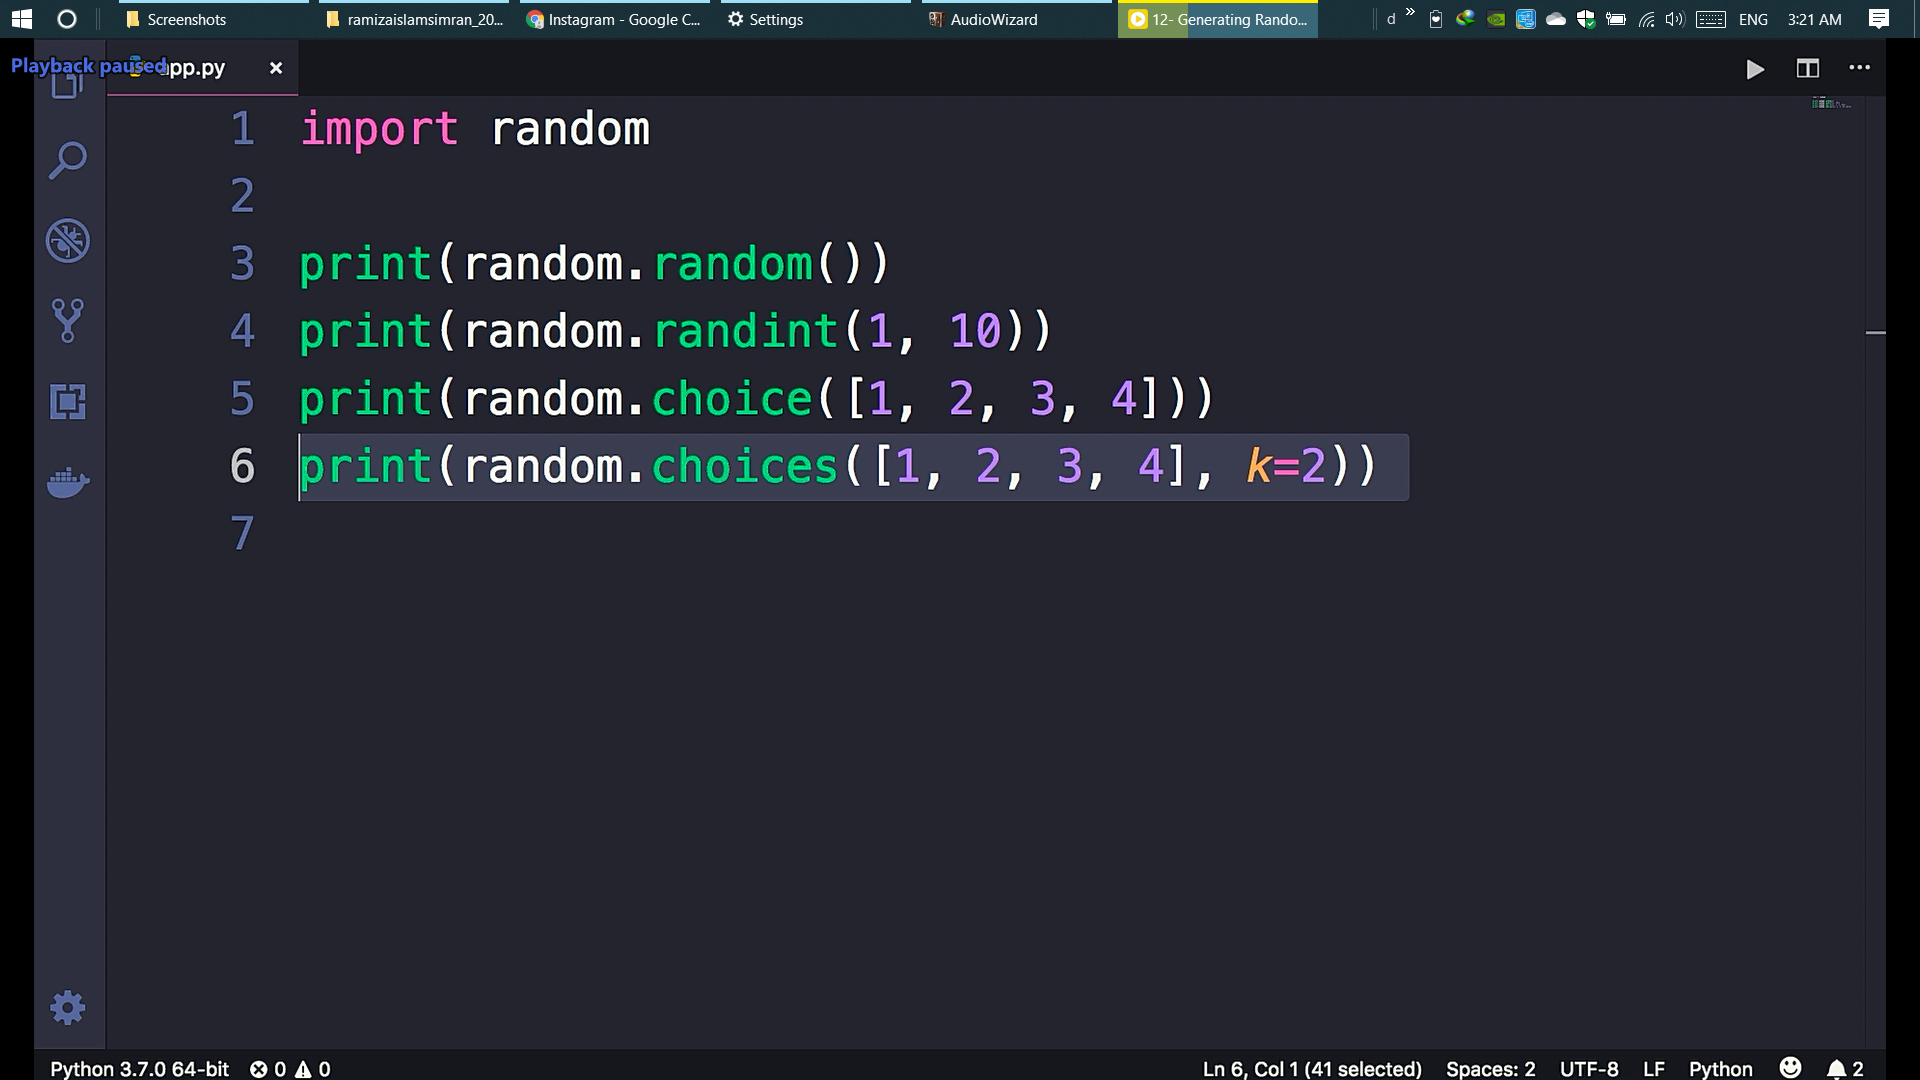 Screenshots
ramizaislamsimran_20...
Instagram - Google C...
Settings
AudioWizard
12- Generating Rando...
d
»
ENG
3:21 AM
Playback paused
app.py
1 import random
2
3 print(random.random())
4 print(random.randint(1, 10))
5 print(random.choice([1, 2, 3, 4]))
6 print(random.choices([1, 2, 3, 4], k=2))
7
Python 3.7.0 64-bit
0
0
Ln 6, Col 1 (41 selected)
Spaces: 2
UTF-8
LF
Python
2